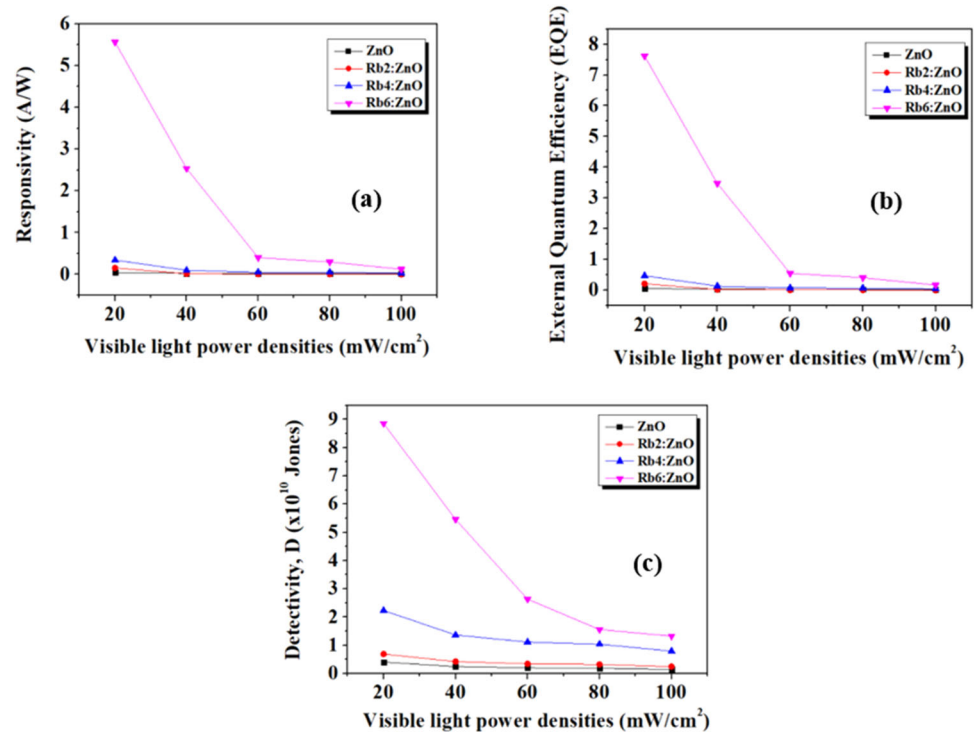 6
5
4
3
2
1
0
Responsivity (A/W)
ZnO
Rb2:ZnO
Rb4:ZnO
Rb6:ZnO
(a)
20 40 60 80 100
Visible light power densities (mW/cm²)
8
7
6
5
4
3
2
1
0
External Quantum Efficiency (EQE)
ZnO
Rb2:ZnO
Rb4:ZnO
Rb6:ZnO
(b)
20 40 60 80 100
Visible light power densities (mW/cm²)
9
8
7
6
5
4
3
2
1
0
Detectivity, D (x10¹⁰ Jones)
ZnO
Rb2:ZnO
Rb4:ZnO
Rb6:ZnO
(c)
20 40 60 80 100
Visible light power densities (mW/cm²)